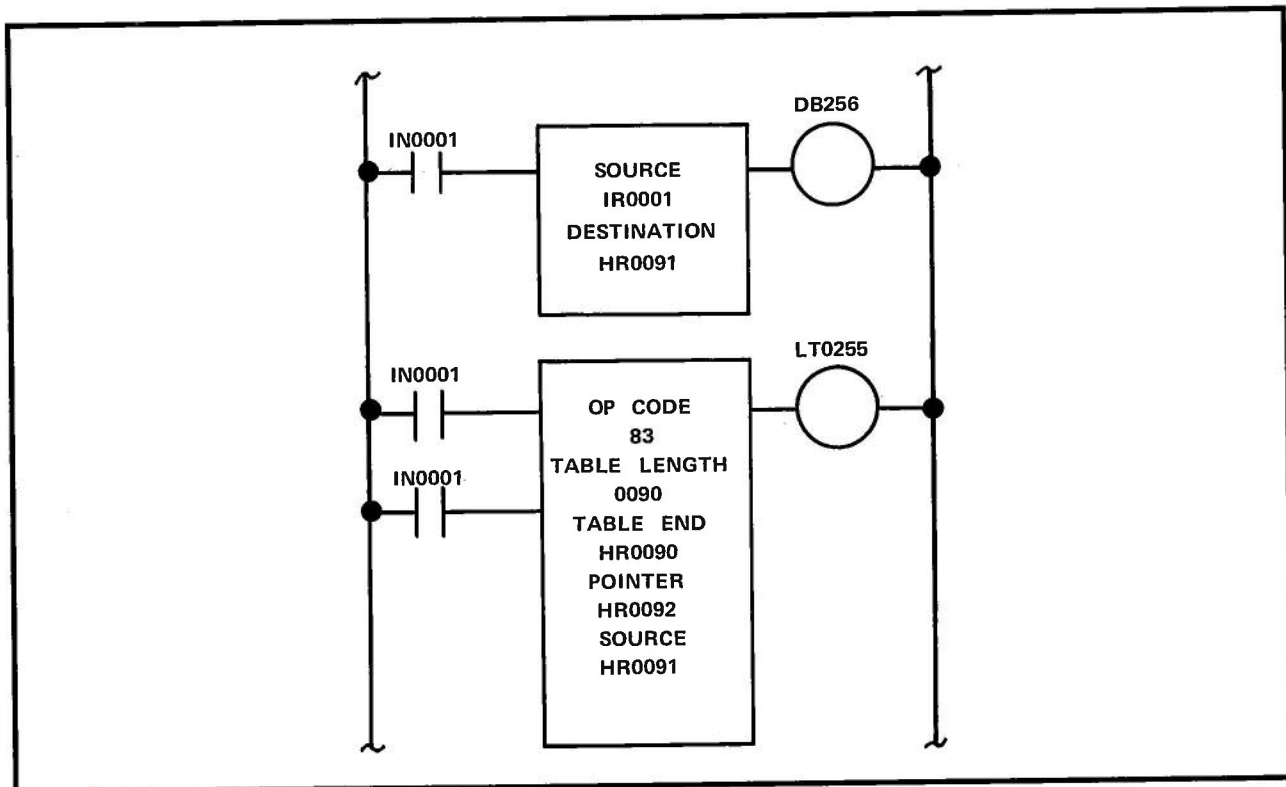 DB256
IN0001
SOURCE
IR0001
DESTINATION
HR0091
LT0255
IN0001
OP CODE
83
TABLE LENGTH
IN0001
0090
TABLE END
HR0090
POINTER
HR0092
SOURCE
HR0091